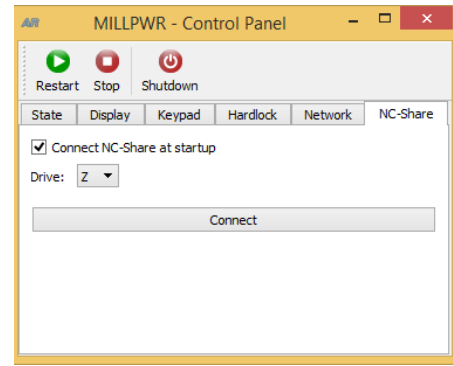 AR MILLPWR - Control Panel
Restart Stop Shutdown
State Display Keypad Hardlock Network NC-Share
Connect NC-Share at startup
Drive: Z
Connect